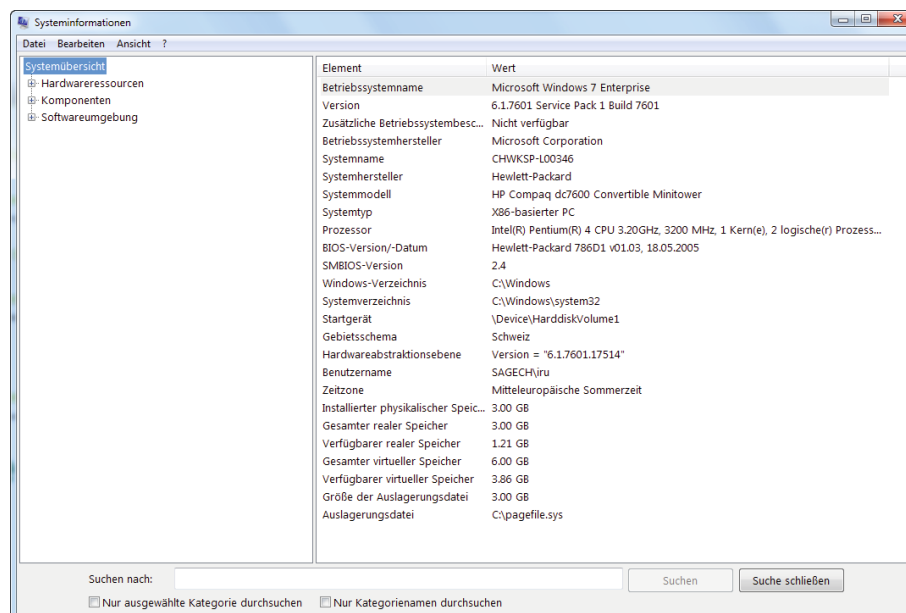 Systeminformationen
Datei Bearbeiten Ansicht ?
Systemübersicht
Hardwareressourcen
Komponenten
Softwareumgebung
Element Wert
Betriebssystemname Microsoft Windows 7 Enterprise
Version 6.1.7601 Service Pack 1 Build 7601
Zusätzliche Betriebssystembesc... Nicht verfügbar
Betriebssystemhersteller Microsoft Corporation
Systemname CHWKSP-L00346
Systemhersteller Hewlett-Packard
Systemmodell HP Compaq dc7600 Convertible Minitower
Systemtyp X86-basierter PC
Prozessor Intel(R) Pentium(R) 4 CPU 3.20GHz, 3200 MHz, 1 Kern(e), 2 logische(r) Prozess...
BIOS-Version/-Datum Hewlett-Packard 786D1 v01.03, 18.05.2005
SMBIOS-Version 2.4
Windows-Verzeichnis C:\Windows
Systemverzeichnis C:\Windows\system32
Startgerät \Device\HarddiskVolume1
Gebietsschema Schweiz
Hardwareabstraktionsebene Version = "6.1.7601.17514"
Benutzername SAGECH\iru
Zeitzone Mitteleuropäische Sommerzeit
Installierter physikalischer Speic... 3.00 GB
Gesamter realer Speicher 3.00 GB
Verfügbarer realer Speicher 1.21 GB
Gesamter virtueller Speicher 6.00 GB
Verfügbarer virtueller Speicher 3.86 GB
Größe der Auslagerungsdatei 3.00 GB
Auslagerungsdatei C:\pagefile.sys
Suchen nach: Suchen Suche schließen
Nur ausgewählte Kategorie durchsuchen Nur Kategorienamen durchsuchen